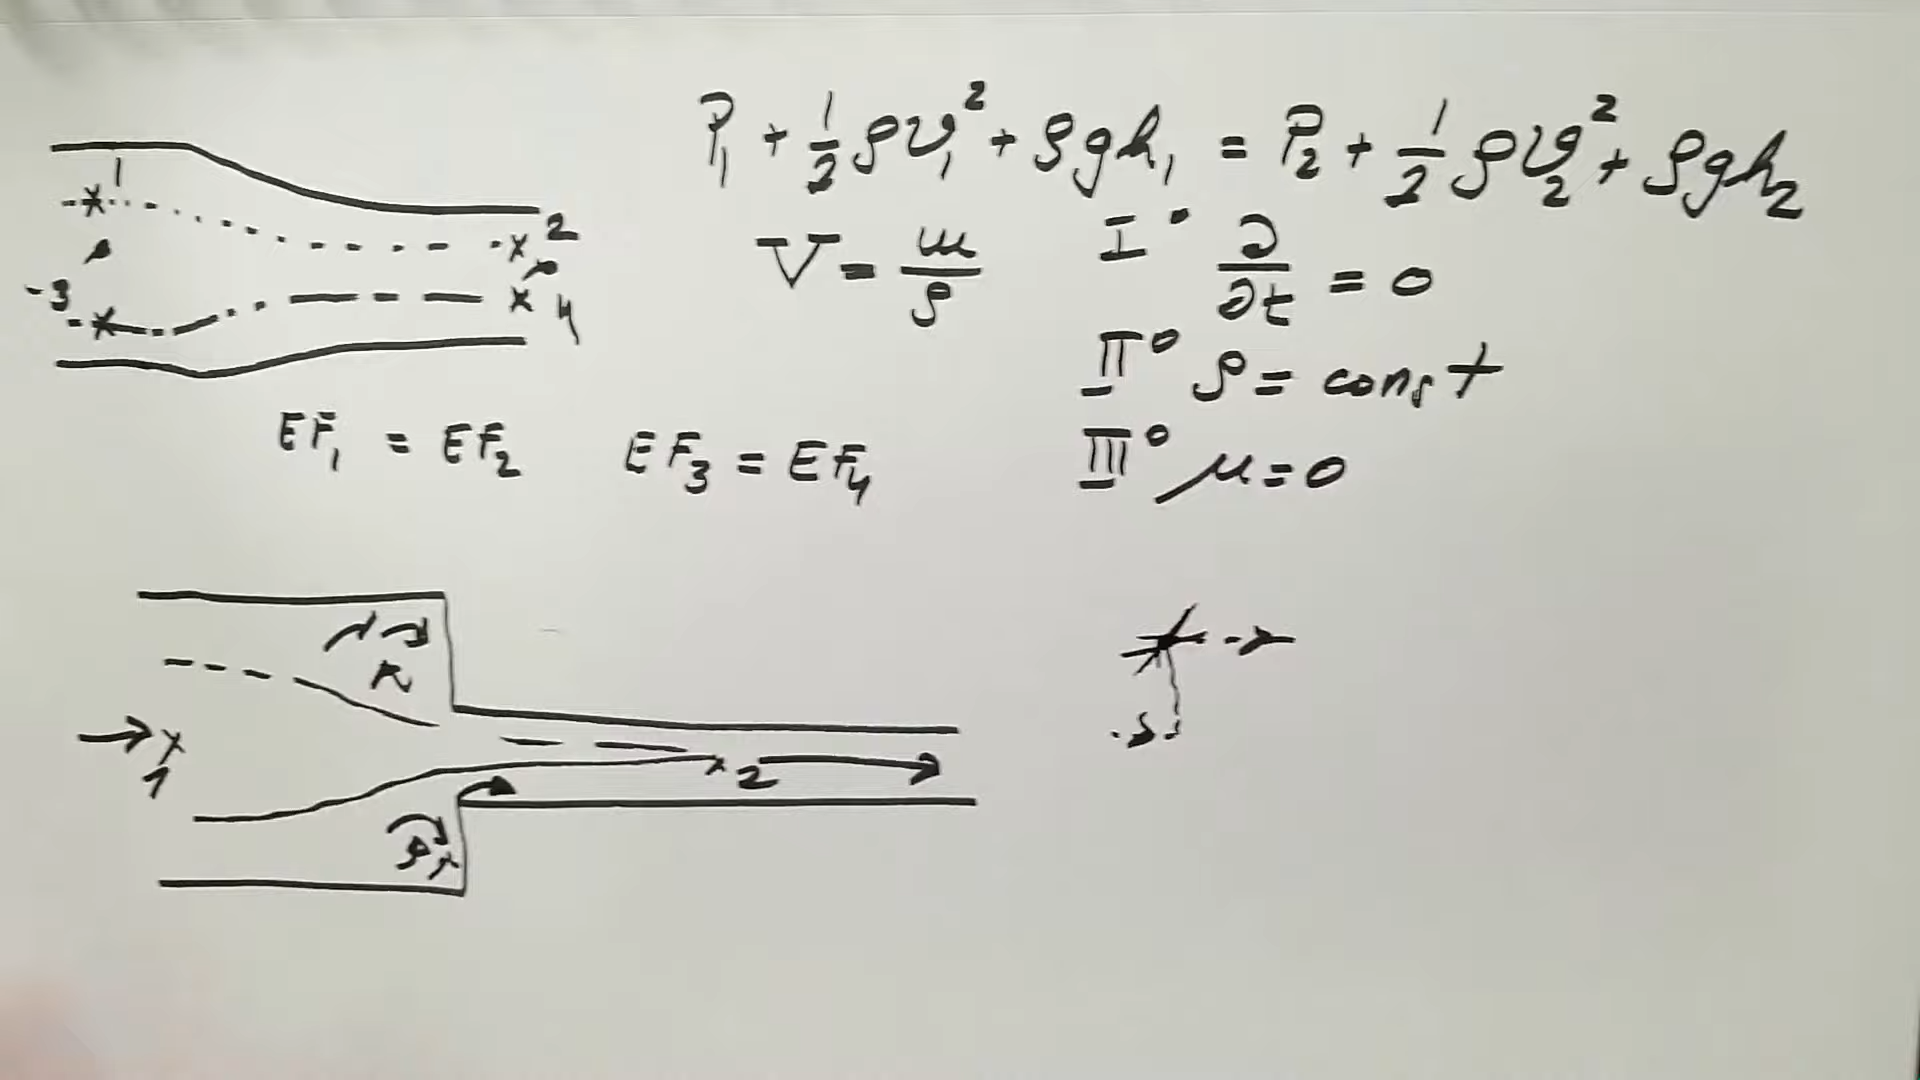 P₁ + 1/2 ρv₁² + ρgh₁ = P₂ + 1/2 ρv₂² + ρgh₂
1
2
-3
4
V = m/ρ
I° ∂/∂t = 0
II° ρ = const
III° μ = 0
EF₁ = EF₂ EF₃ = EF₄
1
2